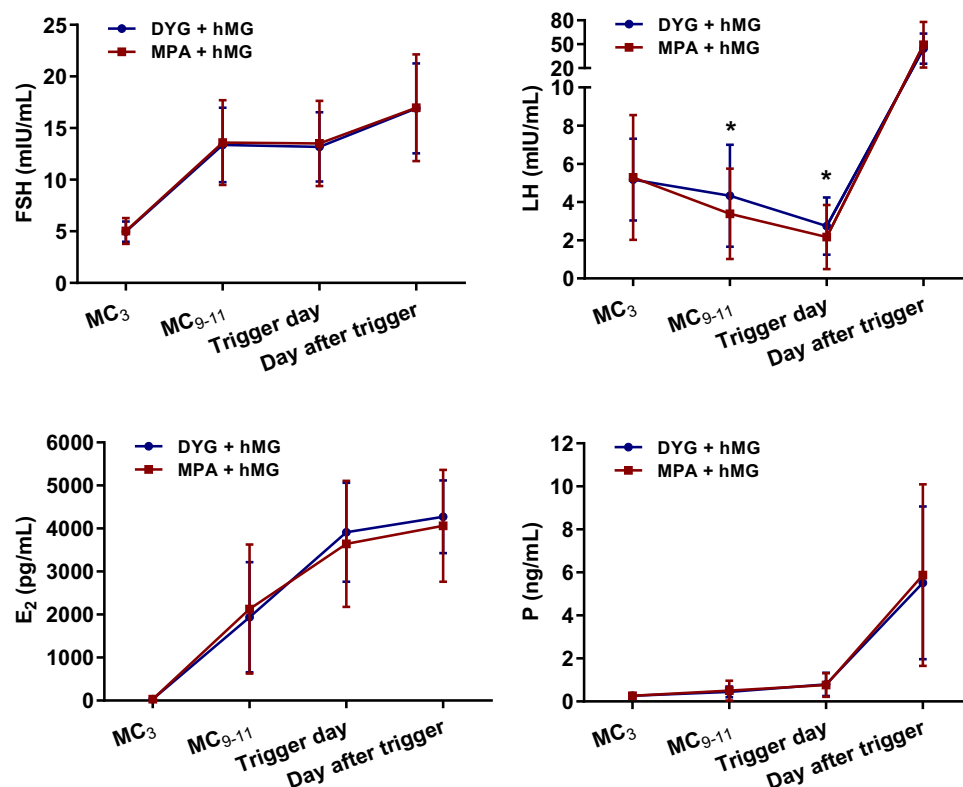 DYG + hMG
MPA + hMG
FSH (mIU/mL)
25
20
15
10
5
0
MC₃
MC₉₋₁₁
Trigger day
Day after trigger
DYG + hMG
MPA + hMG
LH (mIU/mL)
80
50
20
8
6
4
2
0
*
*
MC₃
MC₉₋₁₁
Trigger day
Day after trigger
DYG + hMG
MPA + hMG
E₂ (pg/mL)
6000
5000
4000
3000
2000
1000
0
MC₃
MC₉₋₁₁
Trigger day
Day after trigger
DYG + hMG
MPA + hMG
P (ng/mL)
12
10
8
6
4
2
0
MC₃
MC₉₋₁₁
Trigger day
Day after trigger